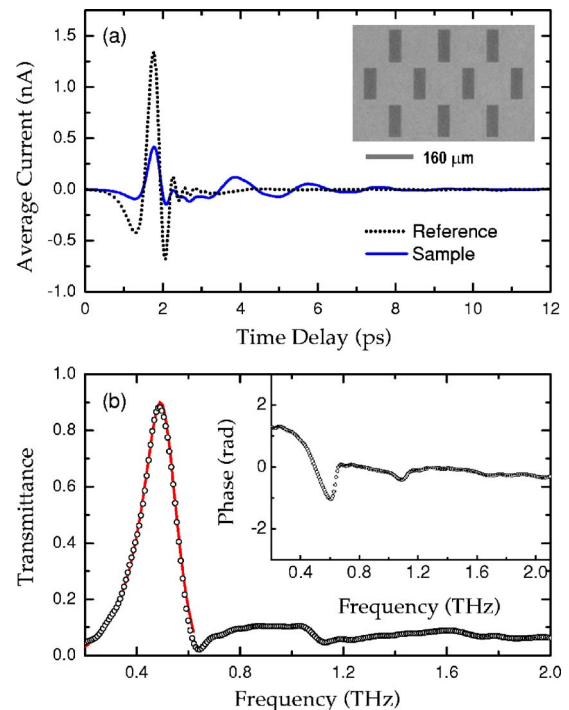 (a)
1.5
1.0
0.5
0.0
-0.5
-1.0
Average Current (nA)
160 μm
Reference
Sample
0 2 4 6 8 10 12
Time Delay (ps)
(b)
1.0
0.8
0.6
0.4
0.2
0.0
Transmittance
2
0
-2
Phase (rad)
0.4 0.8 1.2 1.6 2.0
Frequency (THz)
0.4 0.8 1.2 1.6 2.0
Frequency (THz)